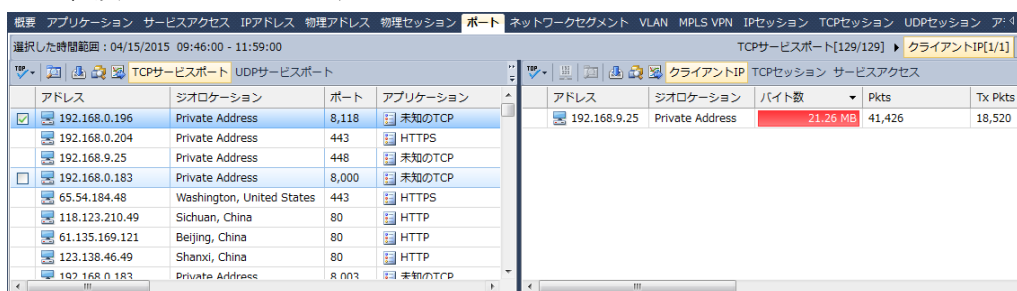 概要 アプリケーション サービスアクセス IPアドレス 物理アドレス 物理セッション ポート ネットワークセグメント VLAN MPLS VPN IPセッション TCPセッション UDPセッション
選択した時間範囲 : 04/15/2015 09:46:00 - 11:59:00 TCPサービスポート[129/129] クライアントIP[1/1]
TCPサービスポート UDPサービスポート
アドレス ジオロケーション ポート アプリケーション
192.168.0.196 Private Address 8,118 未知のTCP
192.168.0.204 Private Address 443 HTTPS
192.168.9.25 Private Address 448 未知のTCP
192.168.0.183 Private Address 8,000 未知のTCP
65.54.184.48 Washington, United States 443 HTTPS
118.123.210.49 Sichuan, China 80 HTTP
61.135.169.121 Beijing, China 80 HTTP
123.138.46.49 Shanxi, China 80 HTTP
192.168.0.183 Private Address 8,003 未知のTCP
クライアントIP TCPセッション サービスアクセス
アドレス ジオロケーション バイト数 Pkts Tx Pkts
192.168.9.25 Private Address 21.26 MB 41,426 18,520